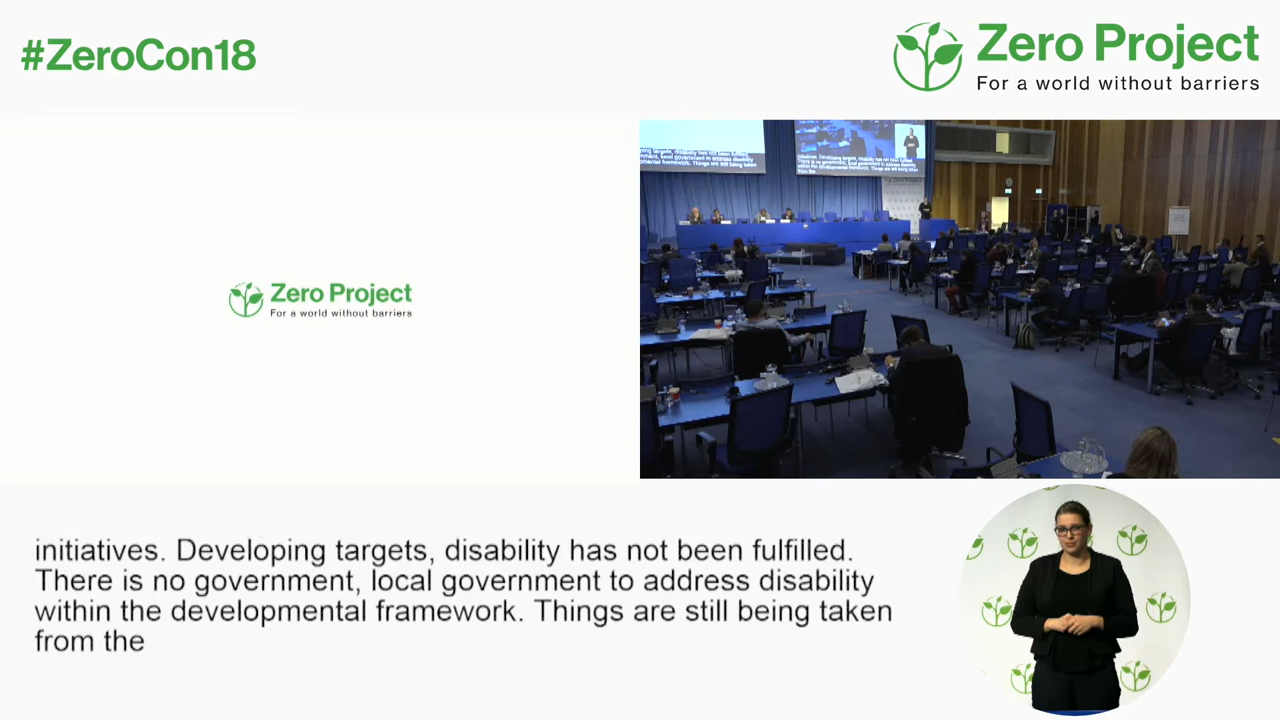 #ZeroCon18
Zero Project
For a world without barriers
Zero Project
For a world without barriers
initiatives. Developing targets, disability has not been fulfilled.
There is no government, local government to address disability
within the developmental framework. Things are still being taken
from the